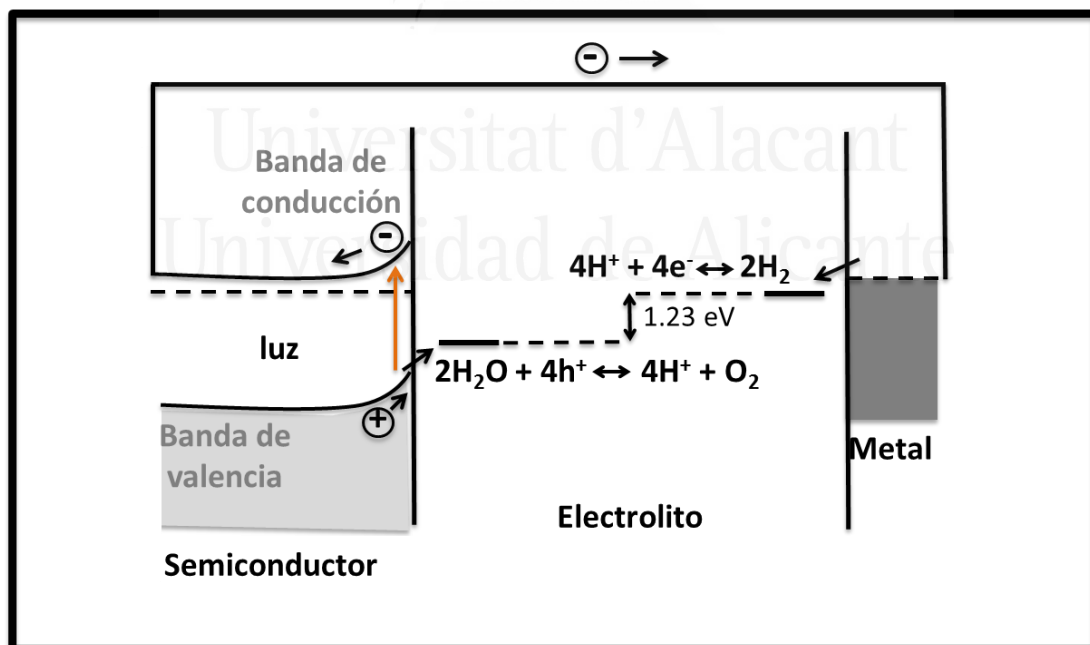 -
Universitat d'Alacant
Universidad de Alicante
Banda de
conducción
-
4H⁺ + 4e⁻ ↔ 2H₂
1.23 eV
luz
2H₂O + 4h⁺ ↔ 4H⁺ + O₂
+
Banda de
valencia
Metal
Electrolito
Semiconductor